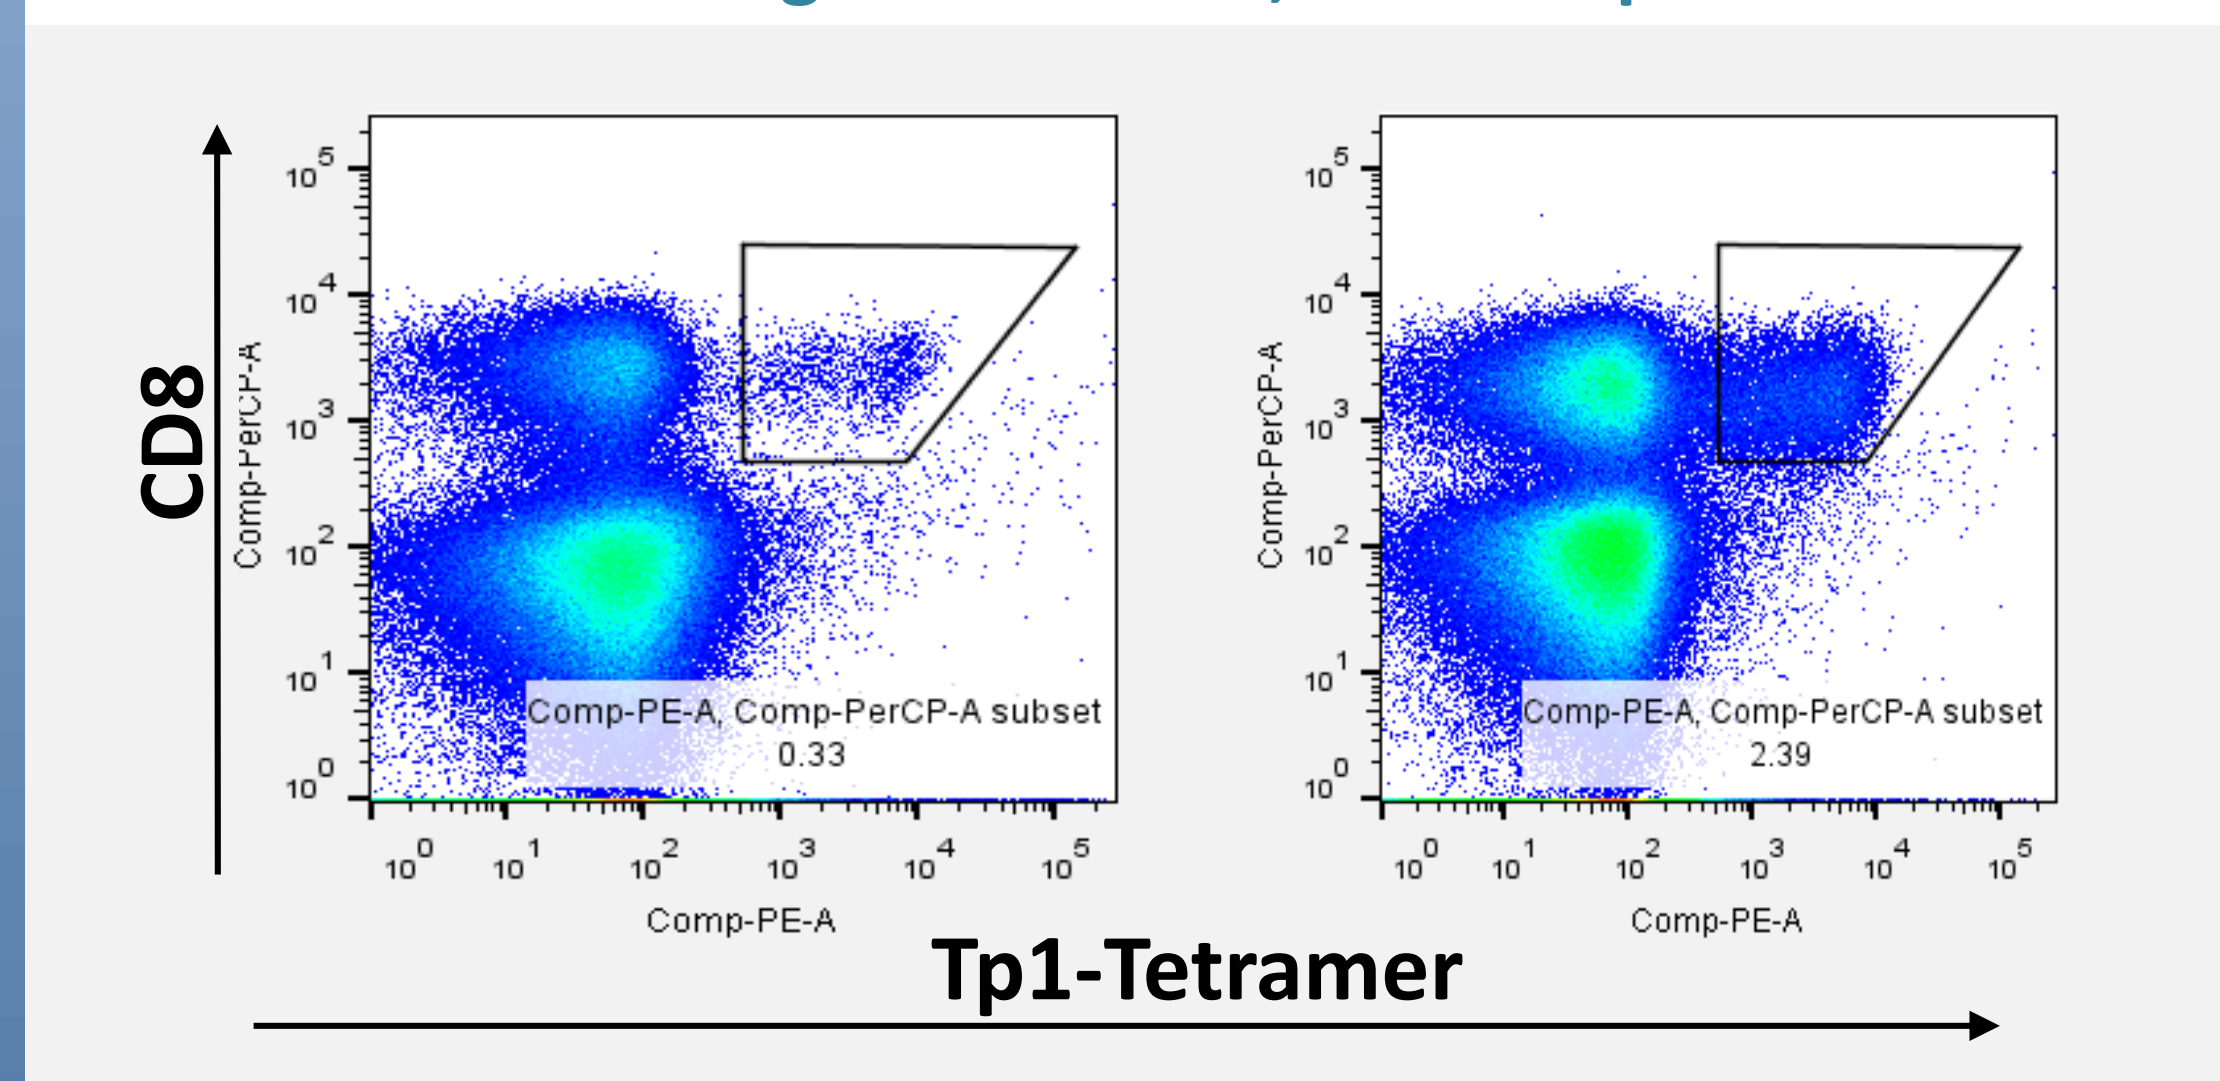 CD8
Comp-PerCP-A
10^5
10^4
10^3
10^2
10^1
10^0
Comp-PE-A, Comp-PerCP-A subset
0.33
10^0 10^1 10^2 10^3 10^4 10^5
Comp-PE-A
Comp-PerCP-A
10^5
10^4
10^3
10^2
10^1
10^0
Comp-PE-A, Comp-PerCP-A subset
2.39
10^0 10^1 10^2 10^3 10^4 10^5
Comp-PE-A
Tp1-Tetramer